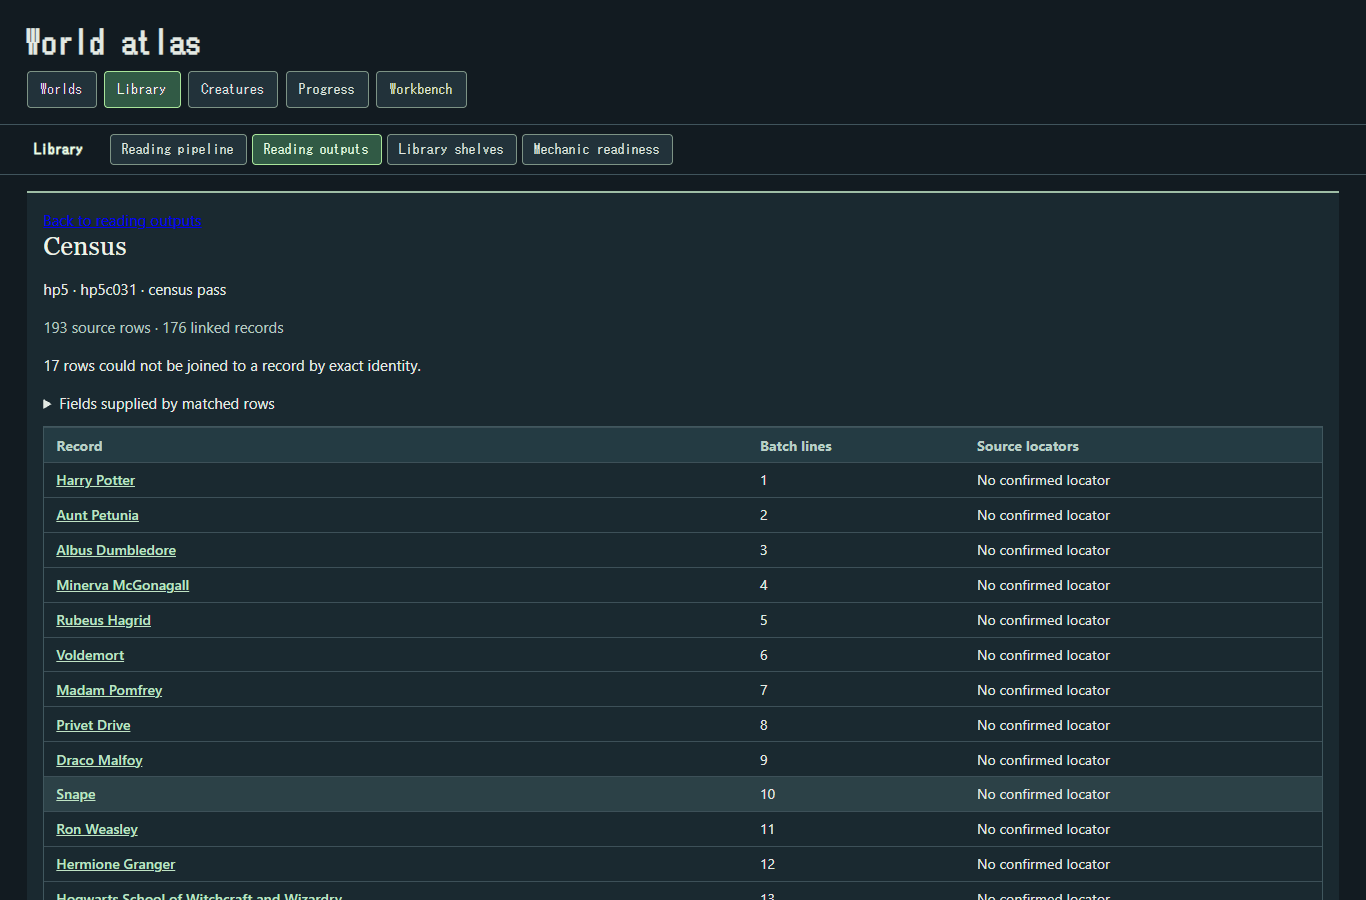 World atlas
Worlds Library Creatures Progress Workbench
Library Reading pipeline Reading outputs Library shelves Mechanic readiness
Back to reading outputs
Census
hp5 · hp5c031 · census pass
193 source rows · 176 linked records
17 rows could not be joined to a record by exact identity.
▶ Fields supplied by matched rows
Record Batch lines Source locators
Harry Potter 1 No confirmed locator
Aunt Petunia 2 No confirmed locator
Albus Dumbledore 3 No confirmed locator
Minerva McGonagall 4 No confirmed locator
Rubeus Hagrid 5 No confirmed locator
Voldemort 6 No confirmed locator
Madam Pomfrey 7 No confirmed locator
Privet Drive 8 No confirmed locator
Draco Malfoy 9 No confirmed locator
Snape 10 No confirmed locator
Ron Weasley 11 No confirmed locator
Hermione Granger 12 No confirmed locator
Hogwarts School of Witchcraft and Wizardry 13 No confirmed locator